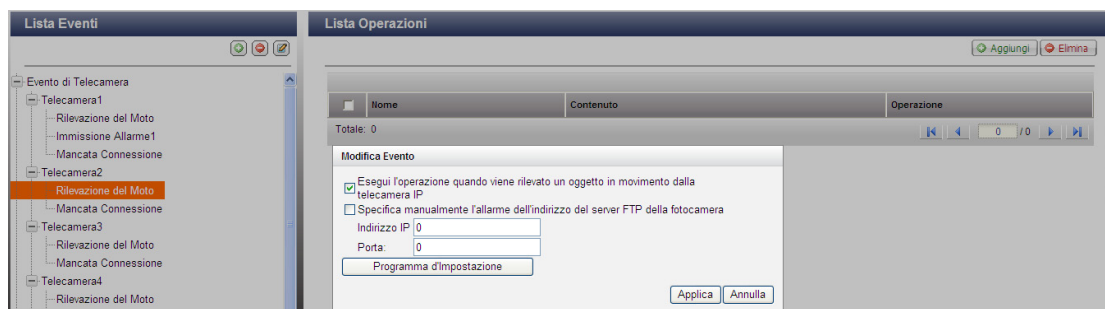 Lista Eventi
Evento di Telecamera
Telecamera1
Rilevazione del Moto
Immissione Allarme1
Mancata Connessione
Telecamera2
Rilevazione del Moto
Mancata Connessione
Telecamera3
Rilevazione del Moto
Mancata Connessione
Telecamera4
Rilevazione del Moto
Lista Operazioni
Aggiungi Elimina
Nome Contenuto Operazione
Totale: 0 0 / 0
Modifica Evento
Esegui l'operazione quando viene rilevato un oggetto in movimento dalla
telecamera IP
Specifica manualmente l'allarme dell'indirizzo del server FTP della fotocamera
Indirizzo IP 0
Porta: 0
Programma d'Impostazione
Applica Annulla